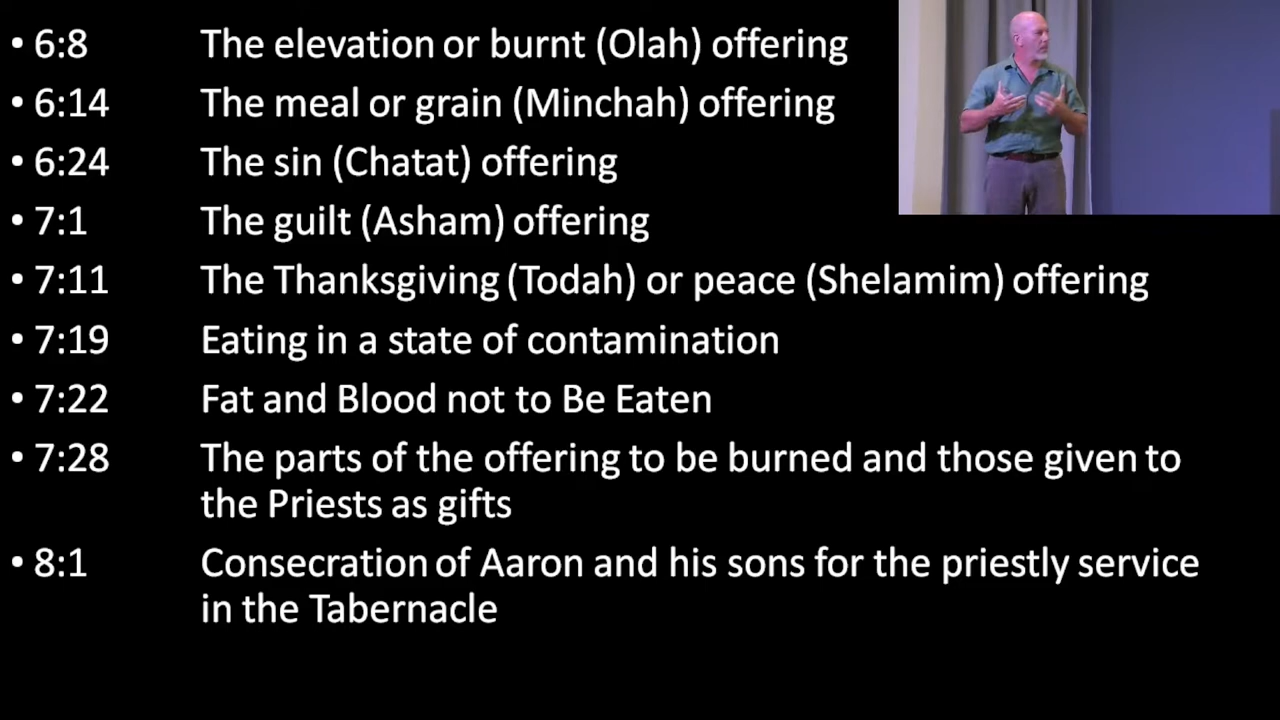 • 6:8 The elevation or burnt (Olah) offering
• 6:14 The meal or grain (Minchah) offering
• 6:24 The sin (Chatat) offering
• 7:1 The guilt (Asham) offering
• 7:11 The Thanksgiving (Todah) or peace (Shelamim) offering
• 7:19 Eating in a state of contamination
• 7:22 Fat and Blood not to Be Eaten
• 7:28 The parts of the offering to be burned and those given to
the Priests as gifts
• 8:1 Consecration of Aaron and his sons for the priestly service
in the Tabernacle